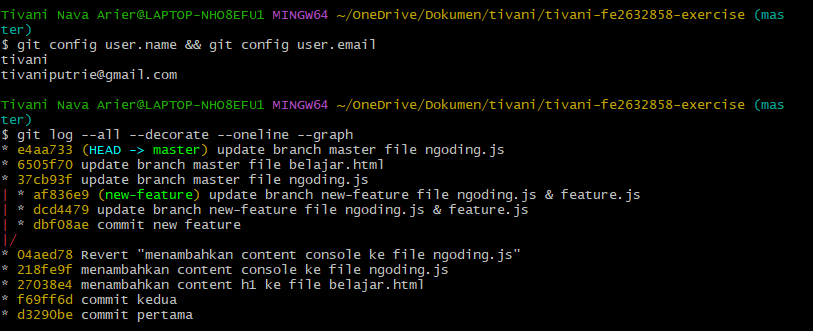 Tivani Nava Arier@LAPTOP-NHO8EFU1 MINGW64 ~/OneDrive/Dokumen/tivani/tivani-fe2632858-exercise (mas
ter)
$ git config user.name && git config user.email
tivani
tivaniputrie@gmail.com

Tivani Nava Arier@LAPTOP-NHO8EFU1 MINGW64 ~/OneDrive/Dokumen/tivani/tivani-fe2632858-exercise (mas
ter)
$ git log --all --decorate --oneline --graph
* e4aa733 (HEAD -> master) update branch master file ngoding.js
* 6505f70 update branch master file belajar.html
* 37cb93f update branch master file ngoding.js
| * af836e9 (new-feature) update branch new-feature file ngoding.js & feature.js
| * dcd4479 update branch new-feature file ngoding.js & feature.js
| * dbf08ae commit new feature
|/
* 04aed78 Revert "menambahkan content console ke file ngoding.js"
* 218fe9f menambahkan content console ke file ngoding.js
* 27038e4 menambahkan content h1 ke file belajar.html
* f69ff6d commit kedua
* d3290be commit pertama